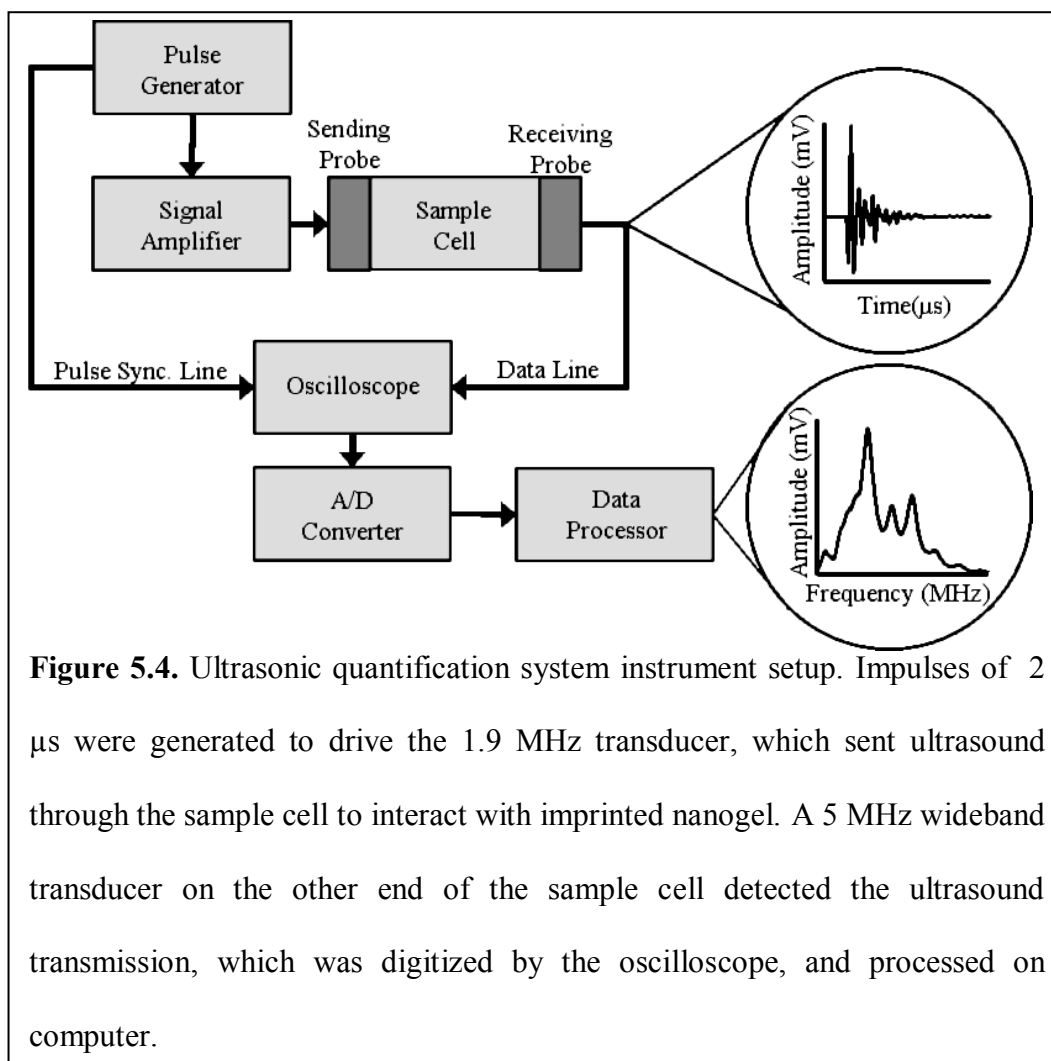 Pulse
Generator
Sending
Probe
Receiving
Probe
Signal
Amplifier
Sample
Cell
Amplitude (mV)
Time(µs)
Pulse Sync. Line
Oscilloscope
Data Line
A/D
Converter
Data
Processor
Amplitude (mV)
Frequency (MHz)
Figure 5.4. Ultrasonic quantification system instrument setup. Impulses of 2
µs were generated to drive the 1.9 MHz transducer, which sent ultrasound
through the sample cell to interact with imprinted nanogel. A 5 MHz wideband
transducer on the other end of the sample cell detected the ultrasound
transmission, which was digitized by the oscilloscope, and processed on
computer.